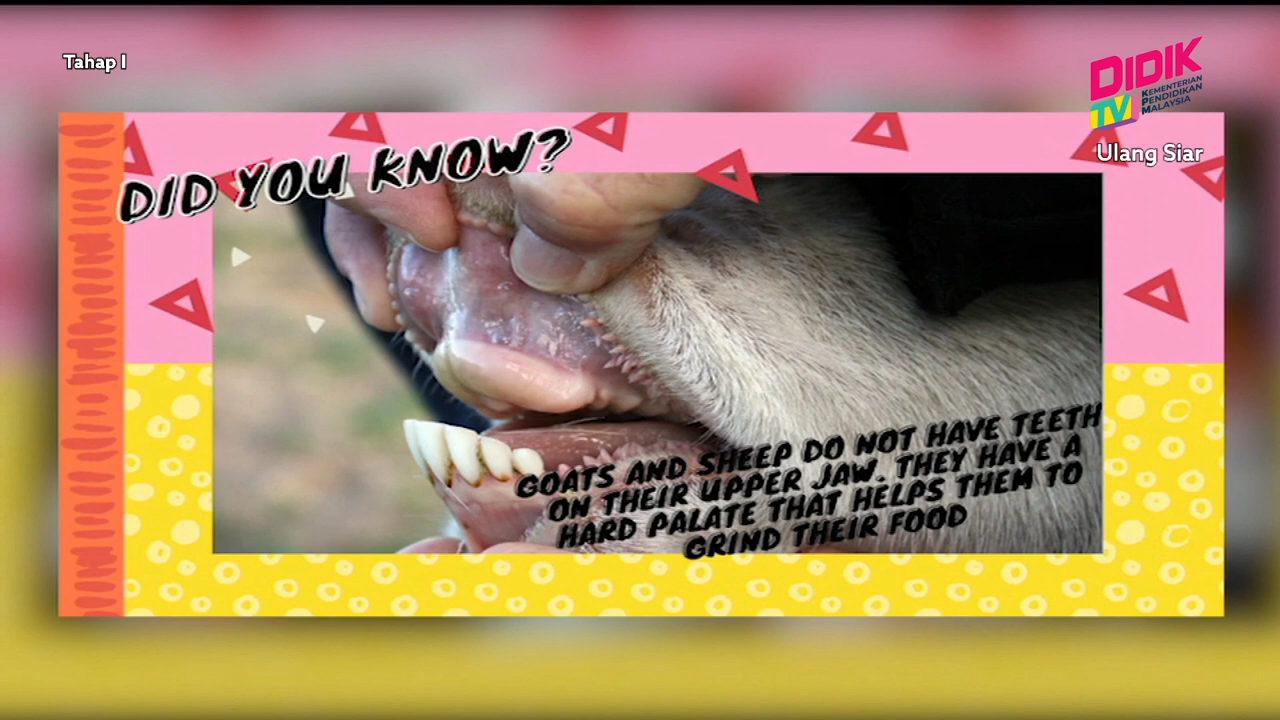 Tahap I
DIDIK
TV
KEMENTERIAN
PENDIDIKAN
MALAYSIA
Ulang Siar
DID YOU KNOW?
GOATS AND SHEEP DO NOT HAVE TEETH
ON THEIR UPPER JAW. THEY HAVE A
HARD PALATE THAT HELPS THEM TO
GRIND THEIR FOOD